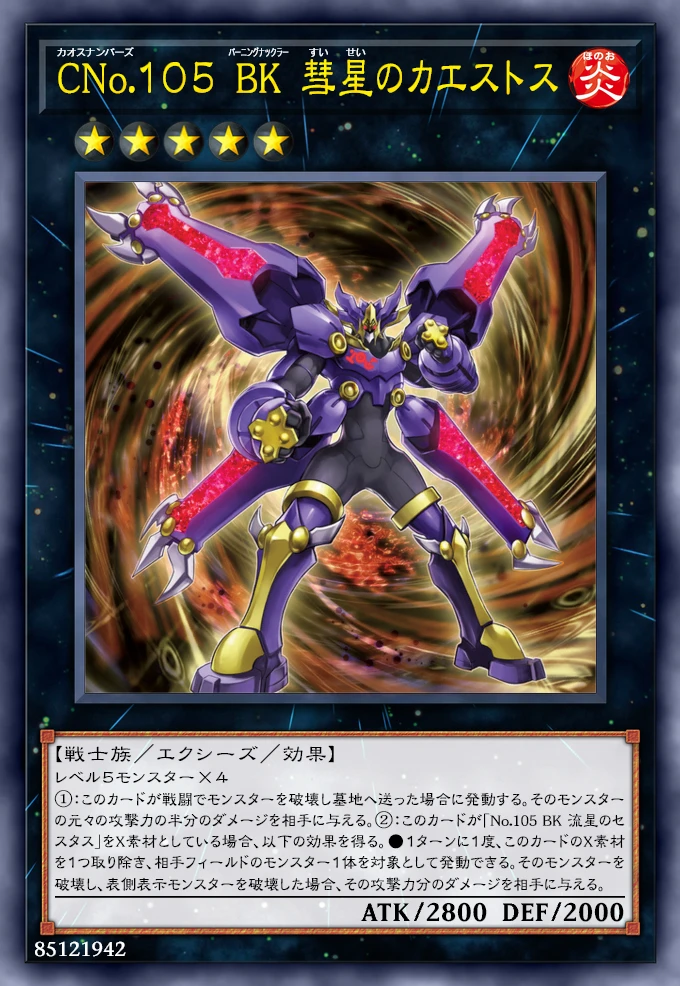 カオスナンバーズ バーニングナックラー すい せい
CNo.105 BK 彗星のカエストス
ほのお
炎
105
【戦士族／エクシーズ／効果】
レベル5モンスター×4
①：このカードが戦闘でモンスターを破壊し墓地へ送った場合に発動する。そのモンスター
の元々の攻撃力の半分のダメージを相手に与える。②：このカードが「No.105 BK 流星のセ
スタス」をX素材としている場合、以下の効果を得る。●1ターンに1度、このカードのX素材
を1つ取り除き、相手フィールドのモンスター1体を対象として発動できる。そのモンスターを
破壊し、表側表示モンスターを破壊した場合、その攻撃力分のダメージを相手に与える。
ATK/2800 DEF/2000
85121942